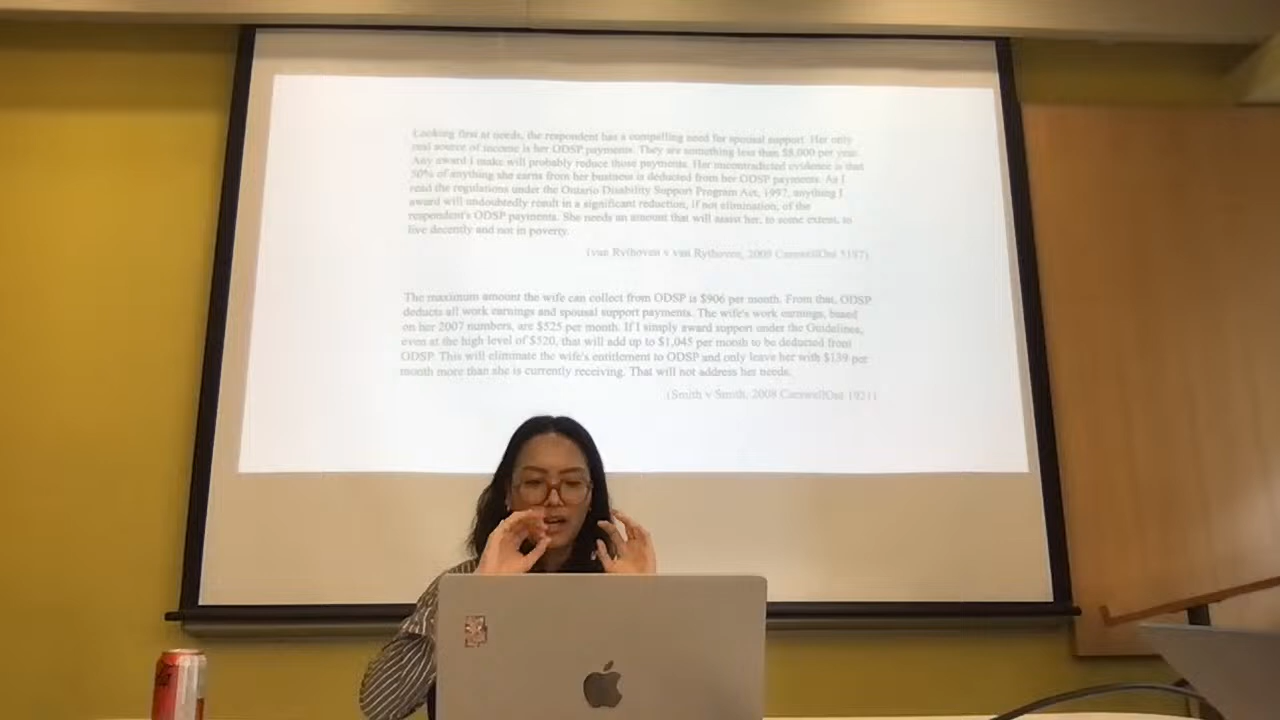 Looking first at needs, the respondent has a compelling need for spousal support. Her only
real source of income is her ODSP payments. They are something less than $8,000 per year.
Any award I make will probably reduce those payments. Her uncontradicted evidence is that
50% of anything she earns from her business is deducted from her ODSP payments. As I
read the regulations under the Ontario Disability Support Program Act, 1997, anything I
award will undoubtedly result in a significant reduction, if not elimination, of the
respondent's ODSP payments. She needs an amount that will assist her, to some extent, to
live decently and not in poverty.
(van Rythoven v van Rythoven, 2009 CarswellOnt 5187)
The maximum amount the wife can collect from ODSP is $906 per month. From that, ODSP
deducts all work earnings and spousal support payments. The wife's work earnings, based
on her 2007 numbers, are $525 per month. If I simply award support under the Guidelines,
even at the high level of $520, that will add up to $1,045 per month to be deducted from
ODSP. This will eliminate the wife's entitlement to ODSP and only leave her with $139 per
month more than she is currently receiving. That will not address her needs.
(Smith v Smith, 2008 CarswellOnt 1921)